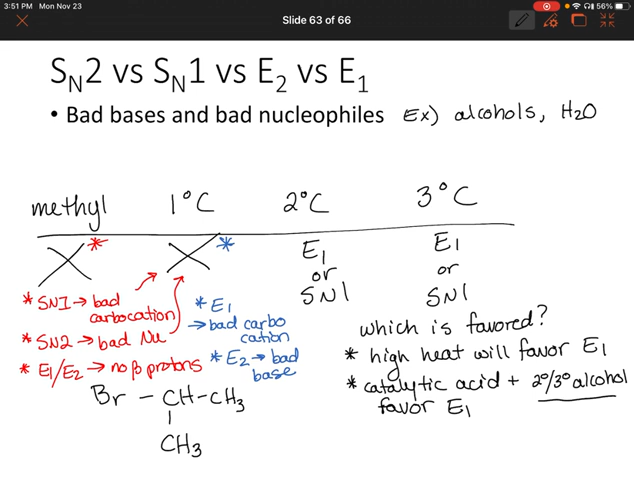 3:51 PM Mon Nov 23
56%
Slide 63 of 66
SN2 vs SN1 vs E2 vs E1
• Bad bases and bad nucleophiles Ex) alcohols, H2O
methyl 1°C 2°C 3°C
* * E1 E1
or or
SN1 SN1
* SN1 → bad carbocation
* SN2 → bad Nu
* E1/E2 → no β protons
* E1
→ bad carbo
cation
* E2 → bad
base
which is favored?
* high heat will favor E1
* catalytic acid + 2°/3° alcohol
favor E1
Br – CH – CH3
CH3